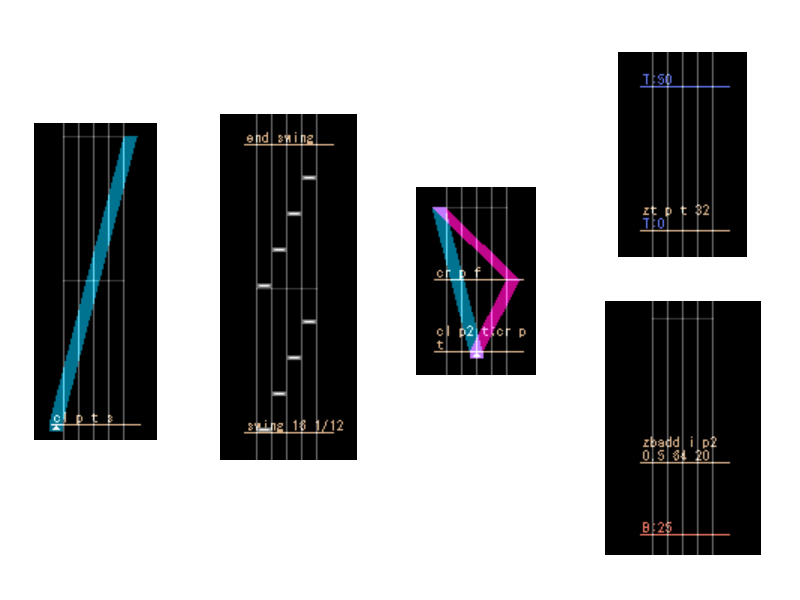 cl p t s
end swing
swing 16 1/12
cr p f
cl p2 t:cr p
t
T:50
zt p t 32
T:0
zbadd i p2
0.5 64 20
B:25